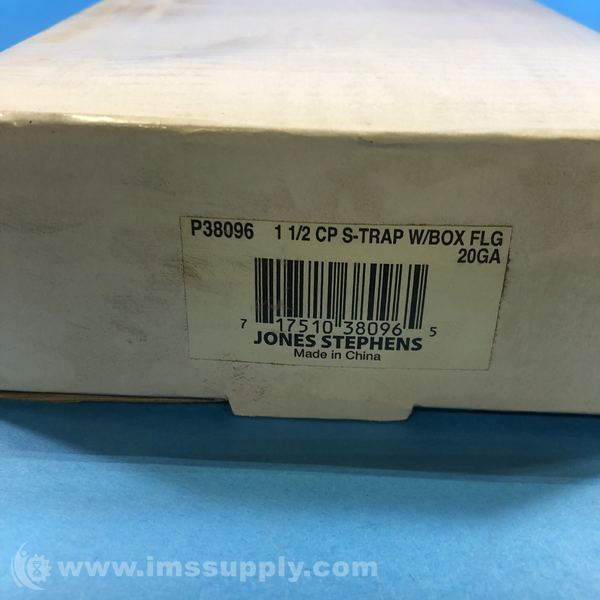 P38096 1 1/2 CP S-TRAP W/BOX FLG
20GA
7 17510 38096 5
JONES STEPHENS
Made in China
www.imssupply.com